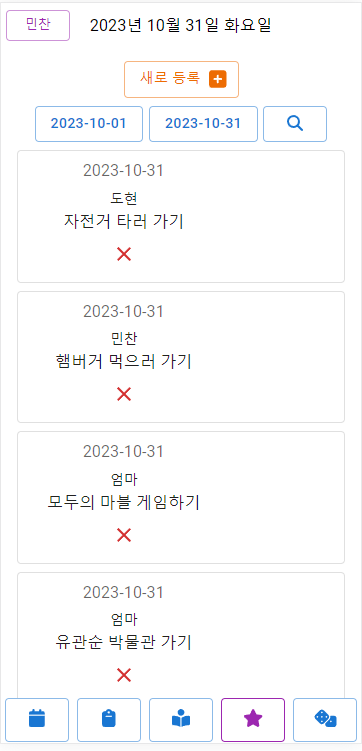 민찬 2023년 10월 31일 화요일
새로 등록
2023-10-01 2023-10-31
2023-10-31
도현
자전거 타러 가기
2023-10-31
민찬
햄버거 먹으러 가기
2023-10-31
엄마
모두의 마블 게임하기
2023-10-31
엄마
유관순 박물관 가기